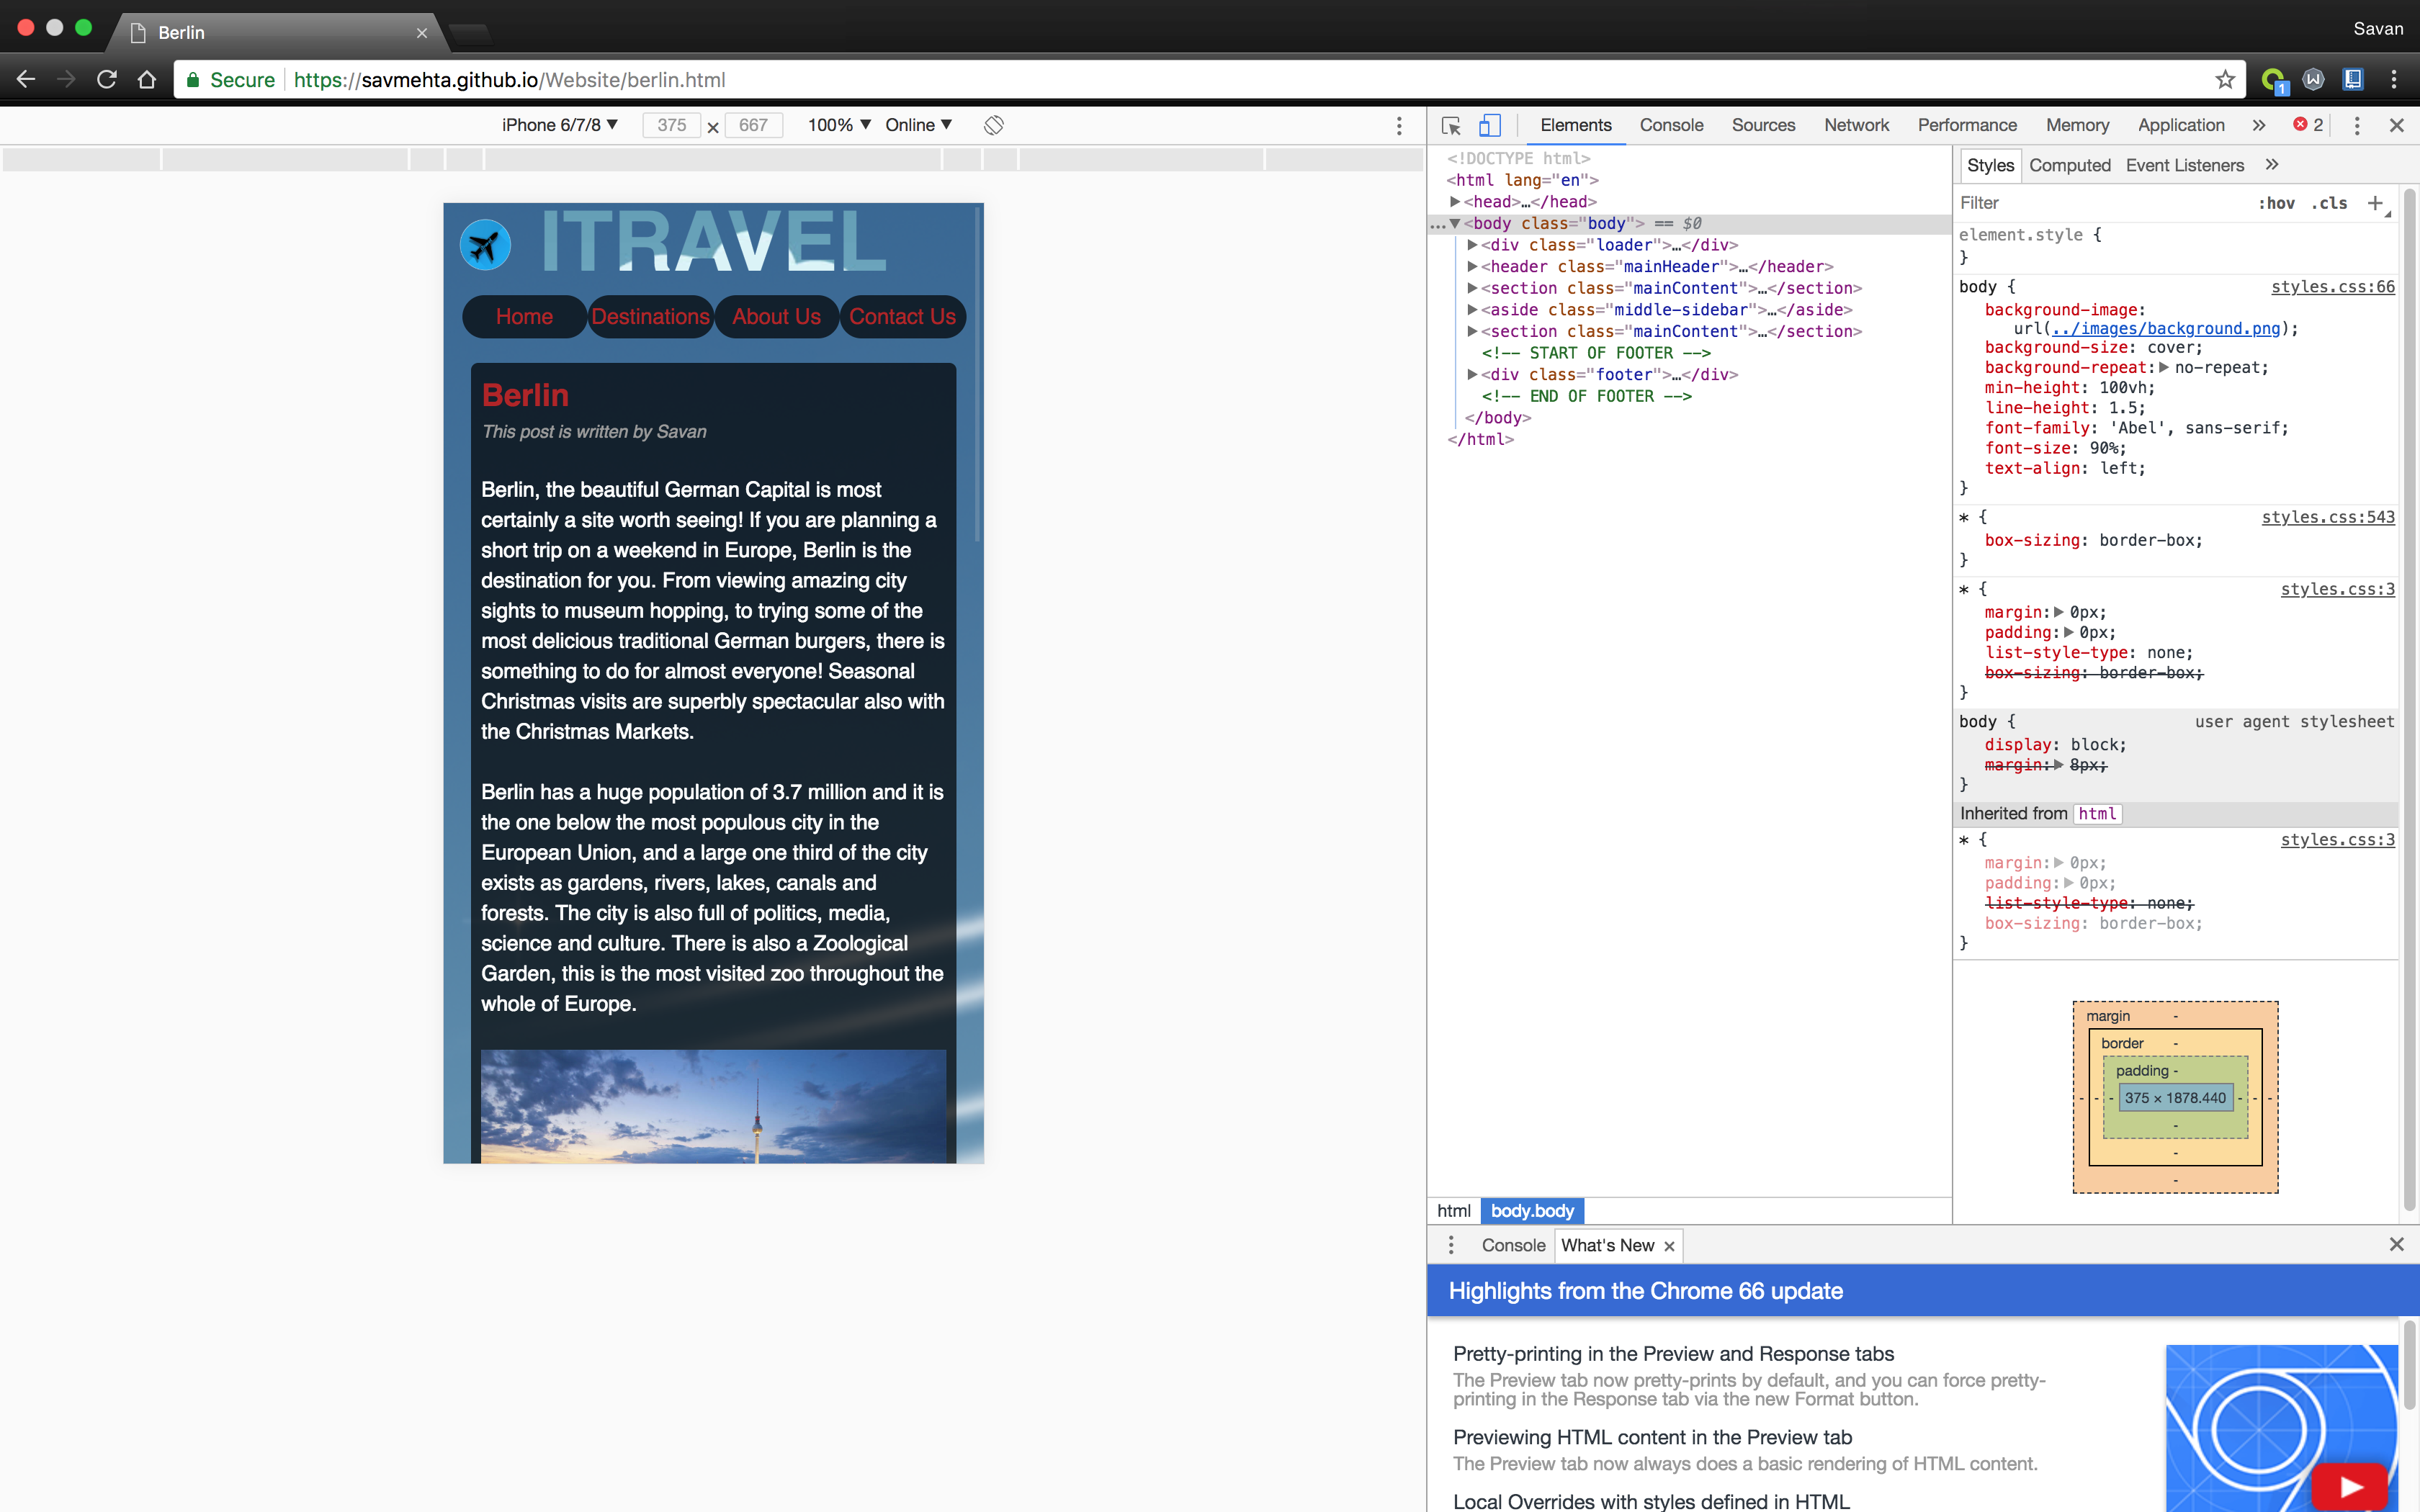 Berlin
Savan
Secure https://savmehta.github.io/Website/berlin.html
1
iPhone 6/7/8 375 × 667 100% Online
ITRAVEL
Home Destinations About Us Contact Us
Berlin
This post is written by Savan
Berlin, the beautiful German Capital is most
certainly a site worth seeing! If you are planning a
short trip on a weekend in Europe, Berlin is the
destination for you. From viewing amazing city
sights to museum hopping, to trying some of the
most delicious traditional German burgers, there is
something to do for almost everyone! Seasonal
Christmas visits are superbly spectacular also with
the Christmas Markets.
Berlin has a huge population of 3.7 million and it is
the one below the most populous city in the
European Union, and a large one third of the city
exists as gardens, rivers, lakes, canals and
forests. The city is also full of politics, media,
science and culture. There is also a Zoological
Garden, this is the most visited zoo throughout the
whole of Europe.
Elements Console Sources Network Performance Memory Application » 2
<!DOCTYPE html>
<html lang="en">
<head>…</head>
…<body class="body"> == $0
<div class="loader">…</div>
<header class="mainHeader">…</header>
<section class="mainContent">…</section>
<aside class="middle-sidebar">…</aside>
<section class="mainContent">…</section>
<!-- START OF FOOTER -->
<div class="footer">…</div>
<!-- END OF FOOTER -->
</body>
</html>
html body.body
Styles Computed Event Listeners »
Filter :hov .cls +
element.style {
}
body { styles.css:66
background-image:
url(../images/background.png);
background-size: cover;
background-repeat: no-repeat;
min-height: 100vh;
line-height: 1.5;
font-family: 'Abel', sans-serif;
font-size: 90%;
text-align: left;
}
* { styles.css:543
box-sizing: border-box;
}
* { styles.css:3
margin: 0px;
padding: 0px;
list-style-type: none;
box-sizing: border-box;
}
body { user agent stylesheet
display: block;
margin: 8px;
}
Inherited from html
* { styles.css:3
margin: 0px;
padding: 0px;
list-style-type: none;
box-sizing: border-box;
}
margin -
border -
padding -
- - - 375 × 1878.440 - - -
-
-
-
Console What's New ×
Highlights from the Chrome 66 update
Pretty-printing in the Preview and Response tabs
The Preview tab now pretty-prints by default, and you can force pretty-
printing in the Response tab via the new Format button.
Previewing HTML content in the Preview tab
The Preview tab now always does a basic rendering of HTML content.
Local Overrides with styles defined in HTML